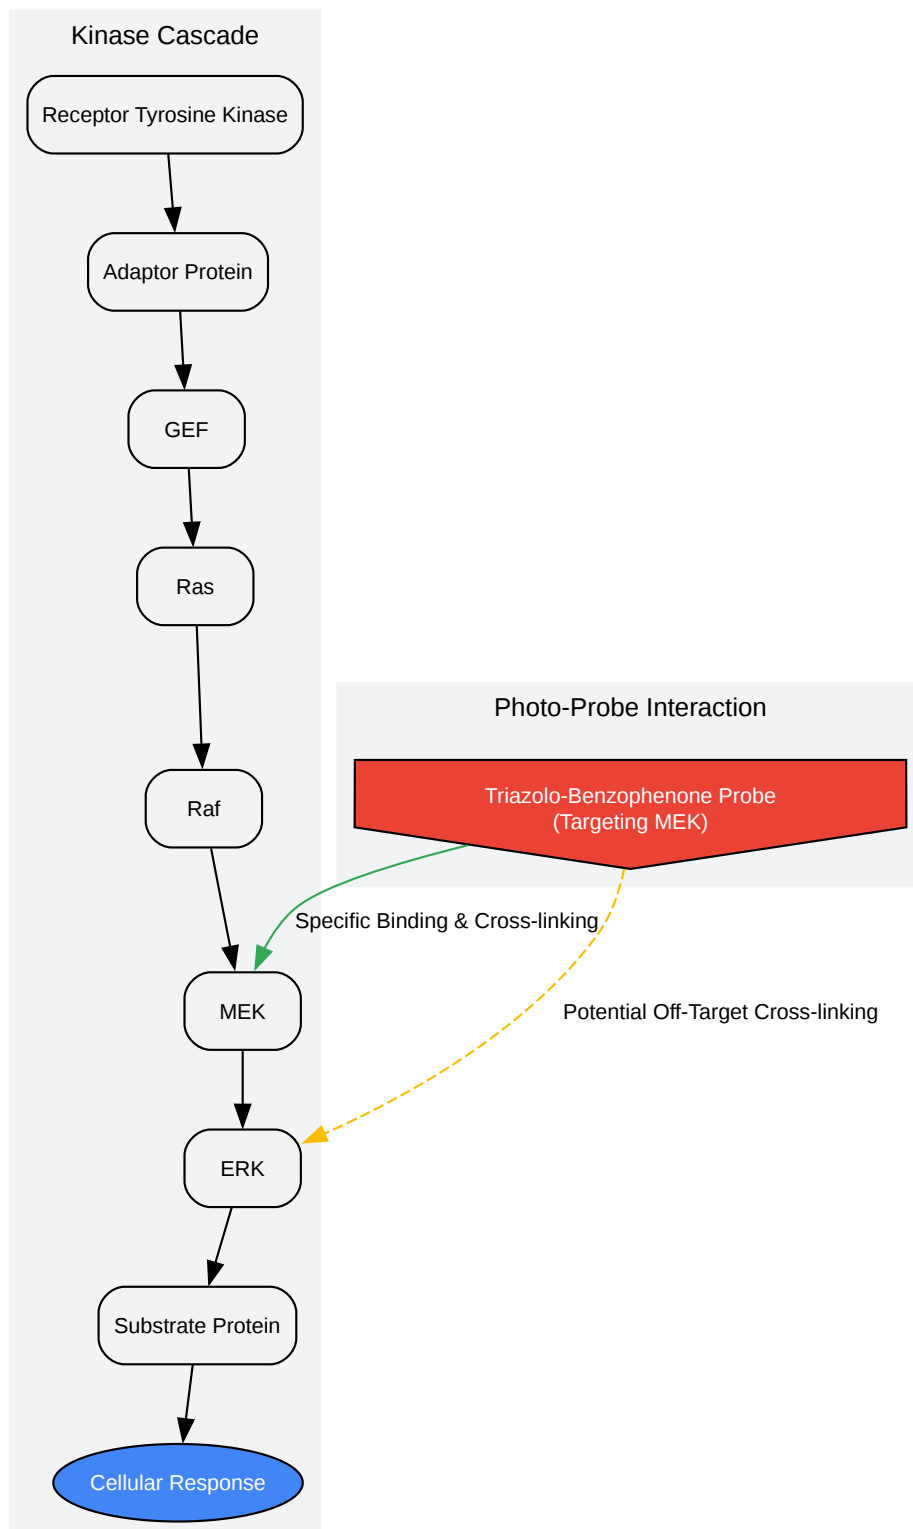 Kinase Cascade
Receptor Tyrosine Kinase
Adaptor Protein
GEF
Ras
Raf
Photo-Probe Interaction
Triazolo-Benzophenone Probe
(Targeting MEK)
Specific Binding & Cross-linking
Potential Off-Target Cross-linking
MEK
ERK
Substrate Protein
Cellular Response